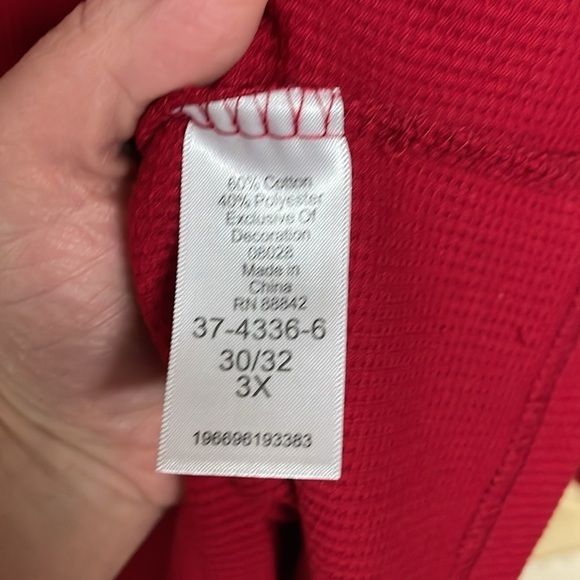 60% Cotton
40% Polyester
Exclusive Of
Decoration
08028
Made in
China
RN 88842
37-4336-6
30/32
3X
196696193383